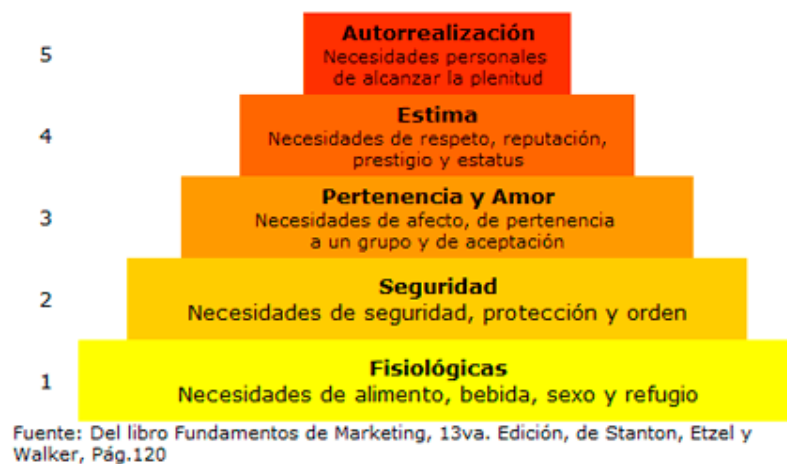 5
Autorrealización
Necesidades personales
de alcanzar la plenitud
4
Estima
Necesidades de respeto, reputación,
prestigio y estatus
3
Pertenencia y Amor
Necesidades de afecto, de pertenencia
a un grupo y de aceptación
2
Seguridad
Necesidades de seguridad, protección y orden
1
Fisiológicas
Necesidades de alimento, bebida, sexo y refugio
Fuente: Del libro Fundamentos de Marketing, 13va. Edición, de Stanton, Etzel y
Walker, Pág.120